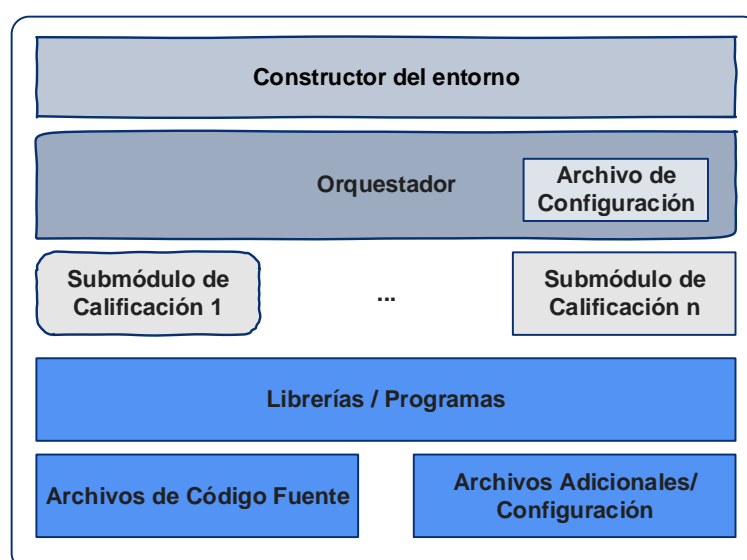 Constructor del entorno
Orquestador
Archivo de
Configuración
Submódulo de
Calificación 1
...
Submódulo de
Calificación n
Librerías / Programas
Archivos de Código Fuente
Archivos Adicionales/
Configuración